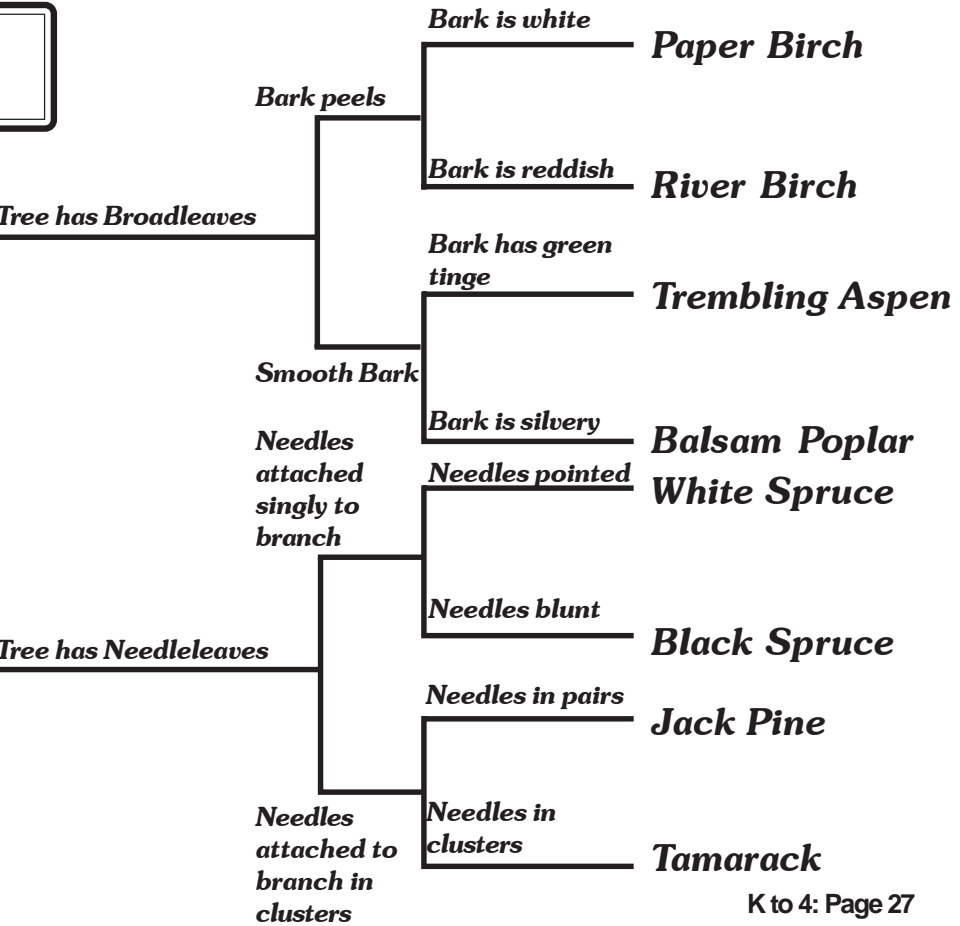 Bark is white
Paper Birch
Bark peels
Bark is reddish
River Birch
Tree has Broadleaves
Bark has green
tinge
Trembling Aspen
Smooth Bark
Bark is silvery
Balsam Poplar
Needles
attached
singly to
branch
Needles pointed
White Spruce
Needles blunt
Black Spruce
Tree has Needleleaves
Needles in pairs
Jack Pine
Needles
attached to
branch in
clusters
Needles in
clusters
Tamarack
K to 4: Page 27